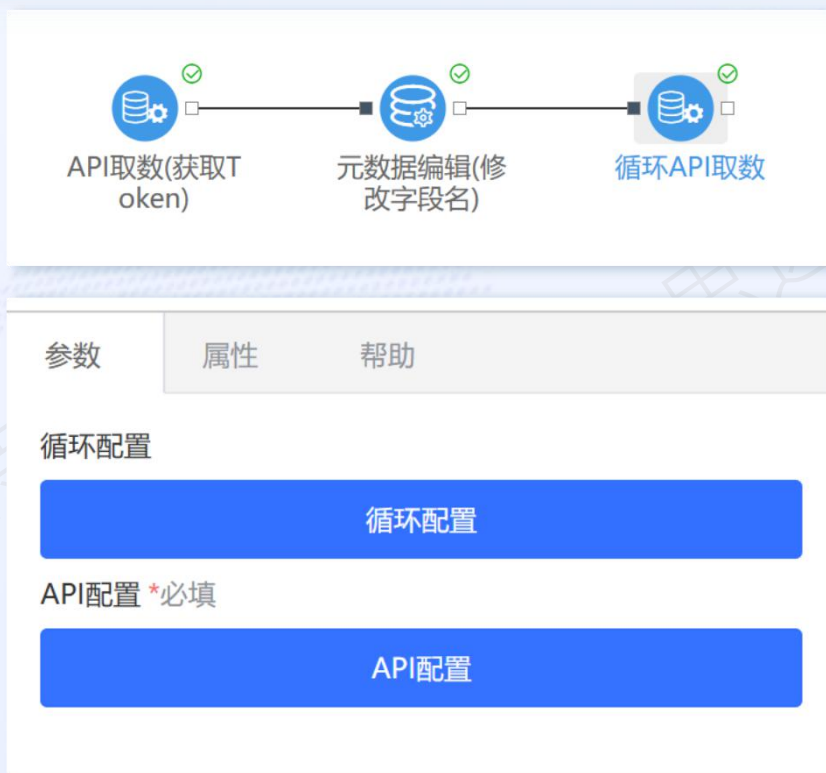 API取数(获取T
oken)
元数据编辑(修
改字段名)
循环API取数
参数
属性
帮助
循环配置
循环配置
API配置 *必填
API配置